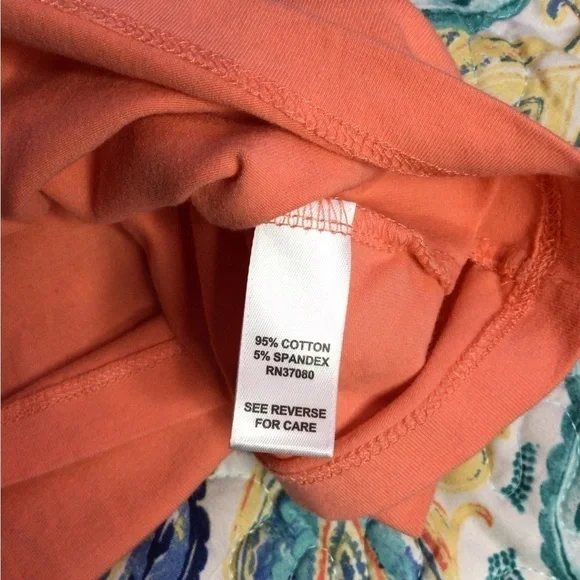 95% COTTON
5% SPANDEX
RN37080
SEE REVERSE
FOR CARE